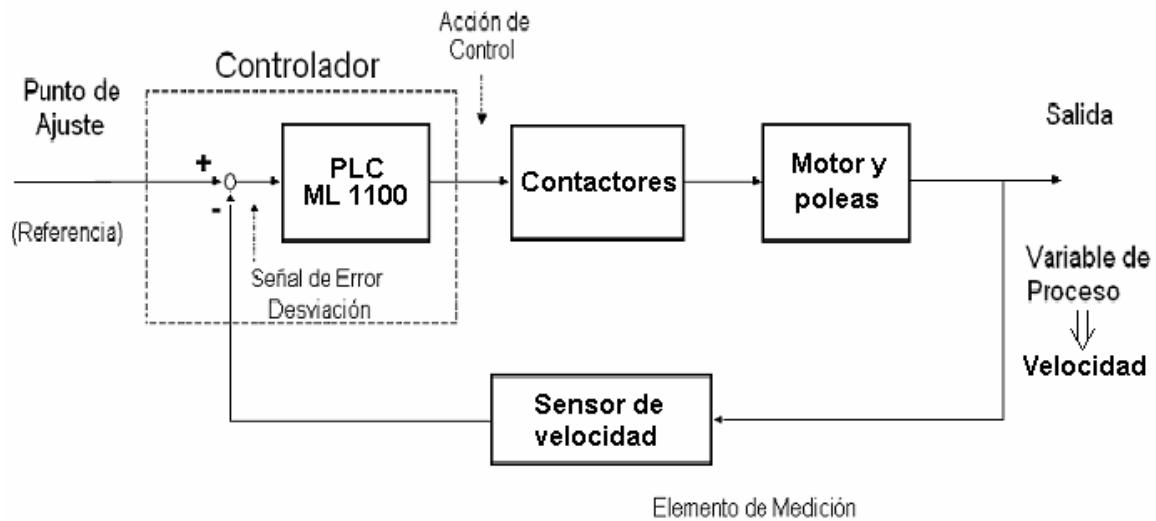 Acción de
Control
Controlador
Punto de
Ajuste
Salida
+
PLC
ML 1100
Contactores
Motor y
poleas
-
(Referencia)
Señal de Error
Desviación
Variable de
Proceso
Velocidad
Sensor de
velocidad
Elemento de Medición